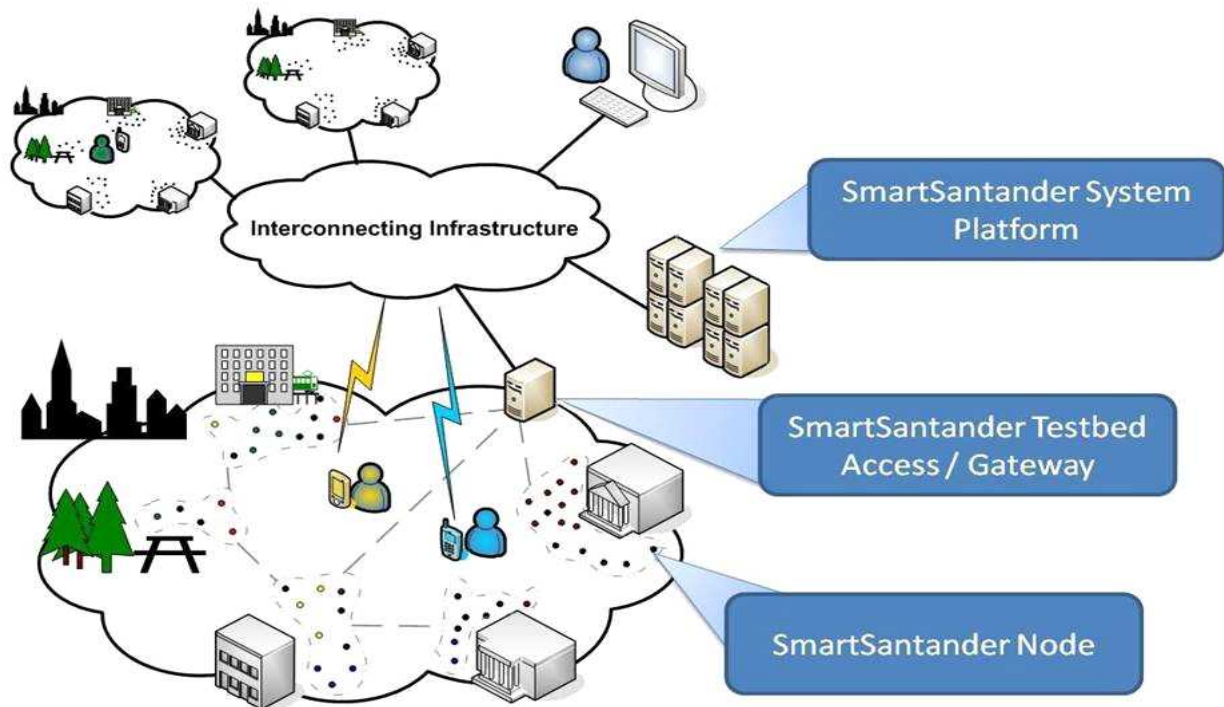 Interconnecting Infrastructure
SmartSantander System
Platform
SmartSantander Testbed
Access / Gateway
SmartSantander Node